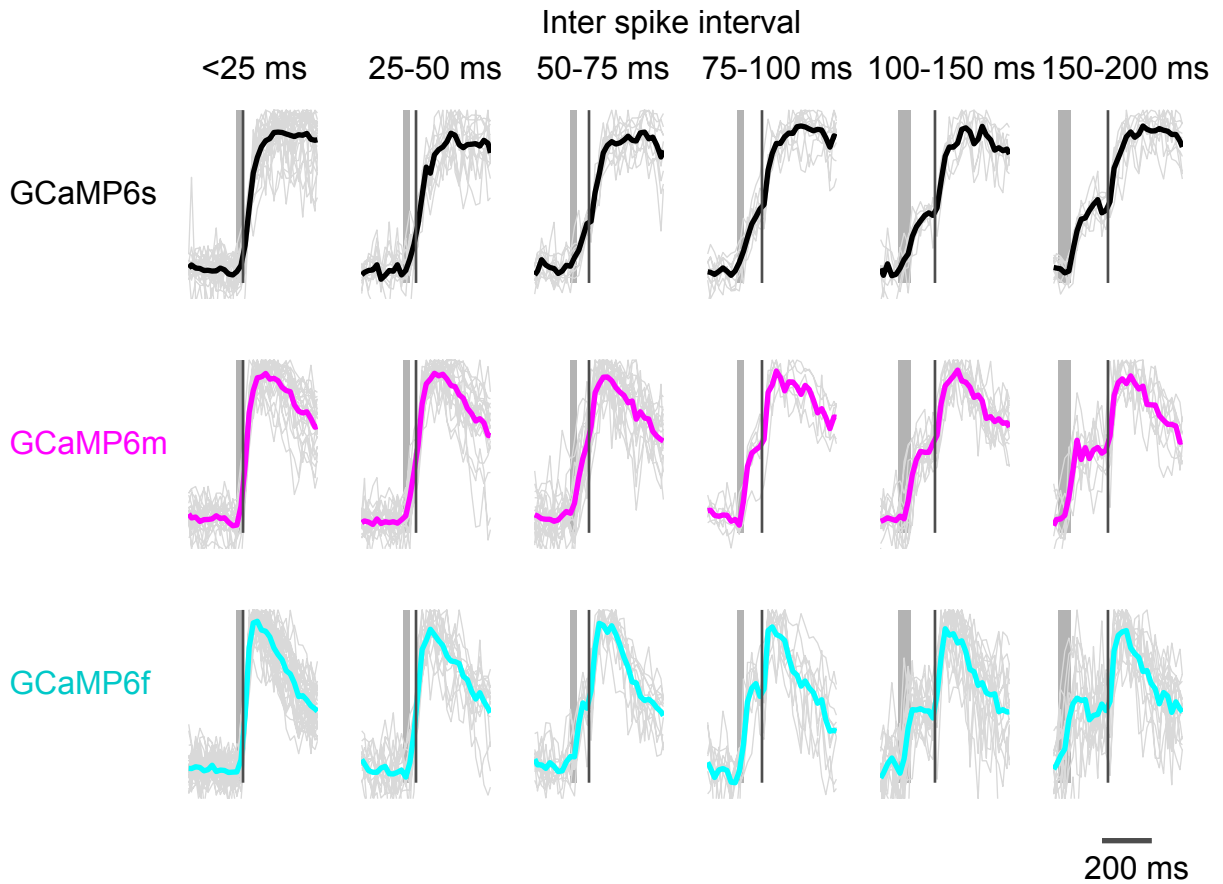 Inter spike interval
<25 ms 25-50 ms 50-75 ms 75-100 ms 100-150 ms 150-200 ms
GCaMP6s
GCaMP6m
GCaMP6f
200 ms